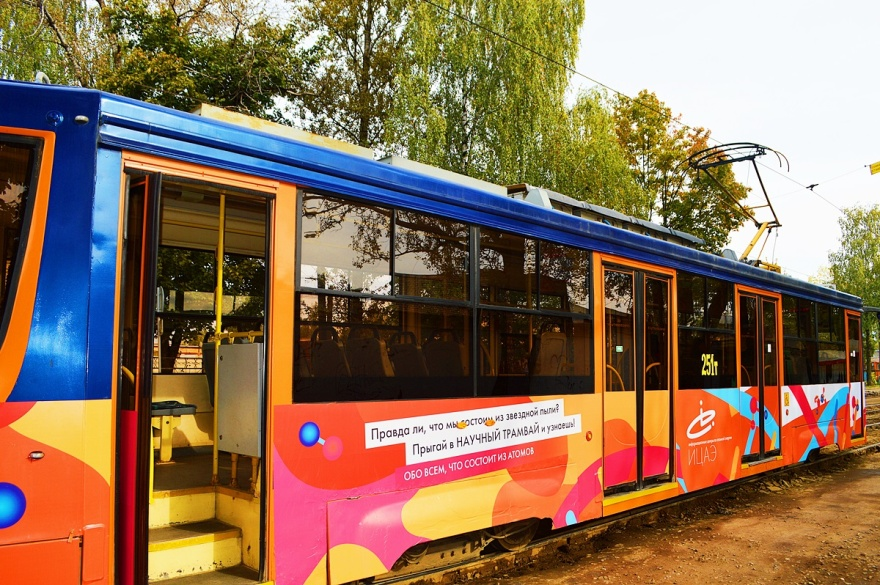 Правда ли, что мы состоим из звездной пыли?
Прыгай в НАУЧНЫЙ ТРАМВАЙ и узнаешь!
ОБО ВСЕМ, ЧТО СОСТОИТ ИЗ АТОМОВ
251т
ИЦАЭ